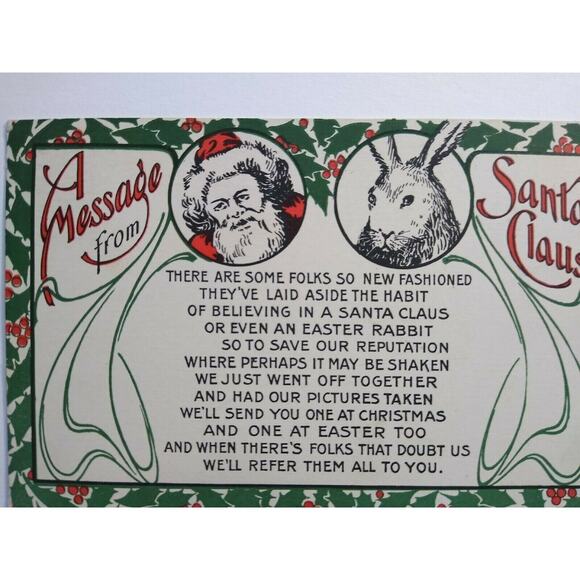 A
Message
from
Santa
Claus
THERE ARE SOME FOLKS SO NEW FASHIONED
THEY'VE LAID ASIDE THE HABIT
OF BELIEVING IN A SANTA CLAUS
OR EVEN AN EASTER RABBIT
SO TO SAVE OUR REPUTATION
WHERE PERHAPS IT MAY BE SHAKEN
WE JUST WENT OFF TOGETHER
AND HAD OUR PICTURES TAKEN
WE'LL SEND YOU ONE AT CHRISTMAS
AND ONE AT EASTER TOO
AND WHEN THERE'S FOLKS THAT DOUBT US
WE'LL REFER THEM ALL TO YOU.